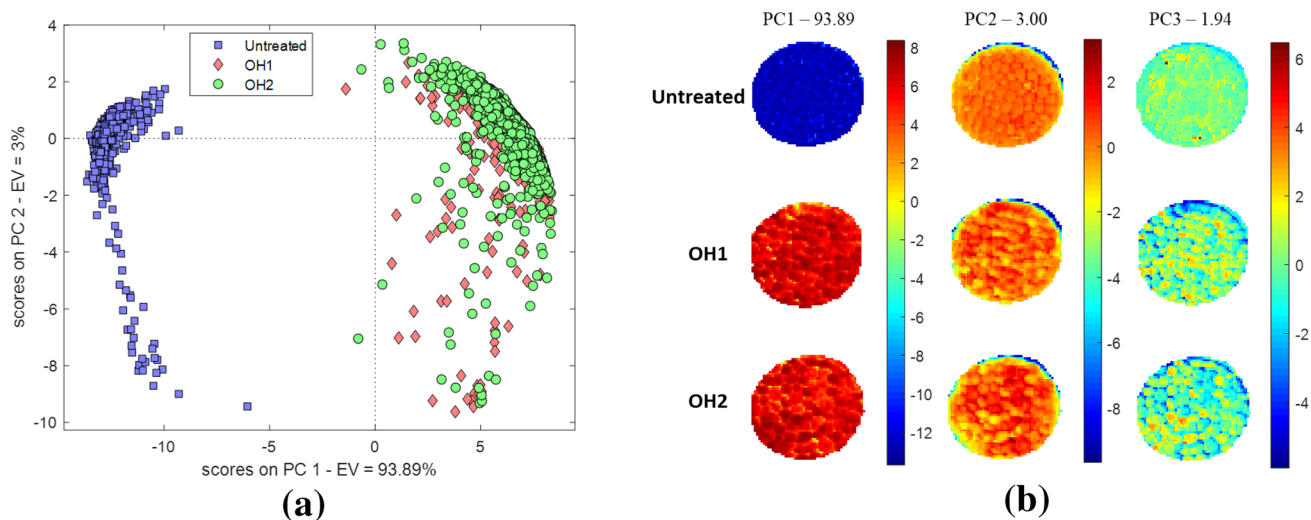 4
2
0
-2
-4
-6
-8
-10
scores on PC 2 - EV = 3%
Untreated
OH1
OH2
-10
-5
0
5
scores on PC 1 - EV = 93.89%
(a)
PC1 – 93.89
PC2 – 3.00
PC3 – 1.94
Untreated
OH1
OH2
8
6
4
2
0
-2
-4
-6
-8
-10
-12
2
0
-2
-4
-6
-8
6
4
2
0
-2
-4
(b)